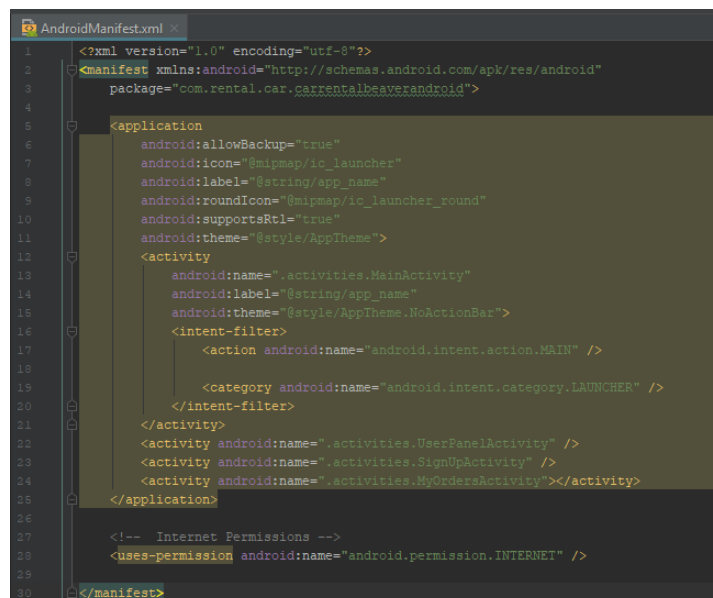 AndroidManifest.xml ×
1 <?xml version="1.0" encoding="utf-8"?>
2 <manifest xmlns:android="http://schemas.android.com/apk/res/android"
3     package="com.rental.car.carrentalbeaverandroid">
4
5     <application
6         android:allowBackup="true"
7         android:icon="@mipmap/ic_launcher"
8         android:label="@string/app_name"
9         android:roundIcon="@mipmap/ic_launcher_round"
10         android:supportsRtl="true"
11         android:theme="@style/AppTheme">
12         <activity
13             android:name=".activities.MainActivity"
14             android:label="@string/app_name"
15             android:theme="@style/AppTheme.NoActionBar">
16             <intent-filter>
17                 <action android:name="android.intent.action.MAIN" />
18
19                 <category android:name="android.intent.category.LAUNCHER" />
20             </intent-filter>
21         </activity>
22         <activity android:name=".activities.UserPanelActivity" />
23         <activity android:name=".activities.SignUpActivity" />
24         <activity android:name=".activities.MyOrdersActivity"></activity>
25     </application>
26
27     <!--  Internet Permissions -->
28     <uses-permission android:name="android.permission.INTERNET" />
29
30 </manifest>